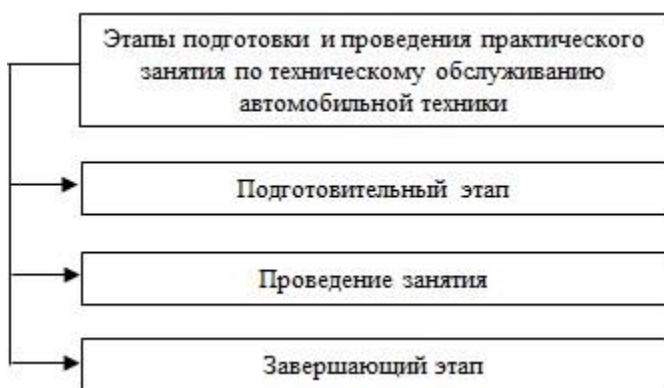 Этапы подготовки и проведения практического
занятия по техническому обслуживанию
автомобильной техники
Подготовительный этап
Проведение занятия
Завершающий этап